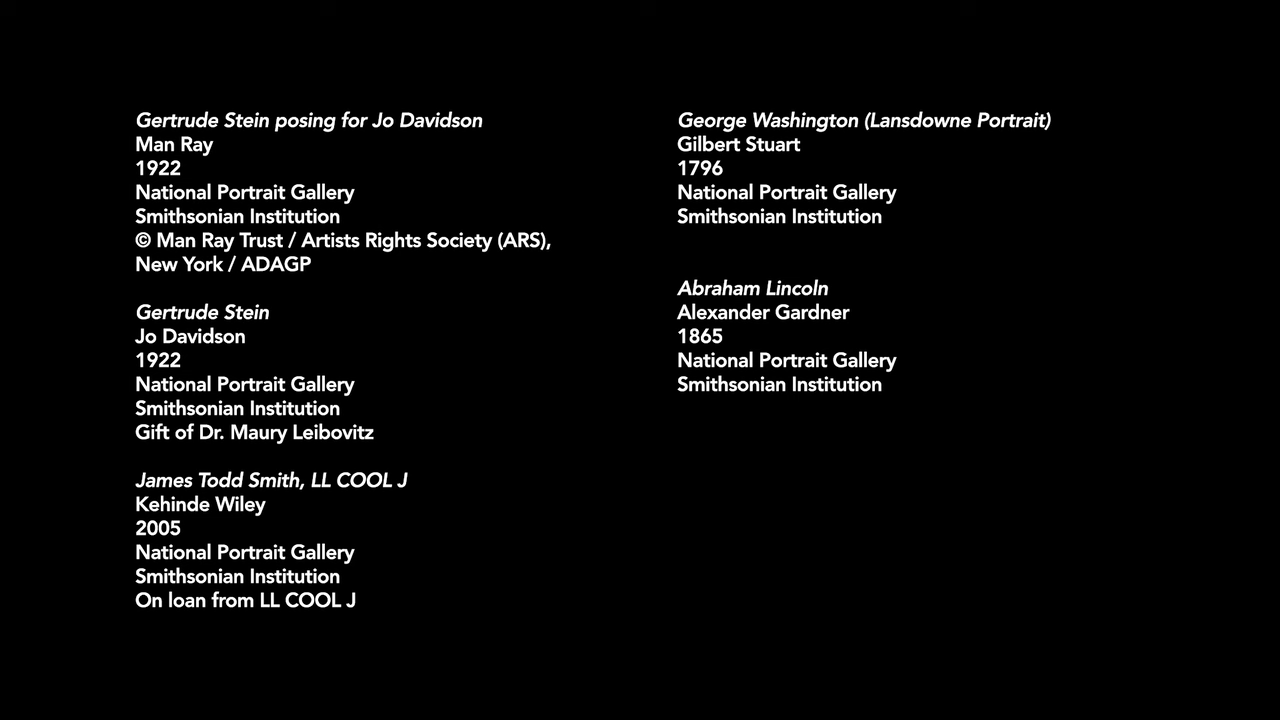 Gertrude Stein posing for Jo Davidson
Man Ray
1922
National Portrait Gallery
Smithsonian Institution
© Man Ray Trust / Artists Rights Society (ARS),
New York / ADAGP
Gertrude Stein
Jo Davidson
1922
National Portrait Gallery
Smithsonian Institution
Gift of Dr. Maury Leibovitz
James Todd Smith, LL COOL J
Kehinde Wiley
2005
National Portrait Gallery
Smithsonian Institution
On loan from LL COOL J
George Washington (Lansdowne Portrait)
Gilbert Stuart
1796
National Portrait Gallery
Smithsonian Institution
Abraham Lincoln
Alexander Gardner
1865
National Portrait Gallery
Smithsonian Institution